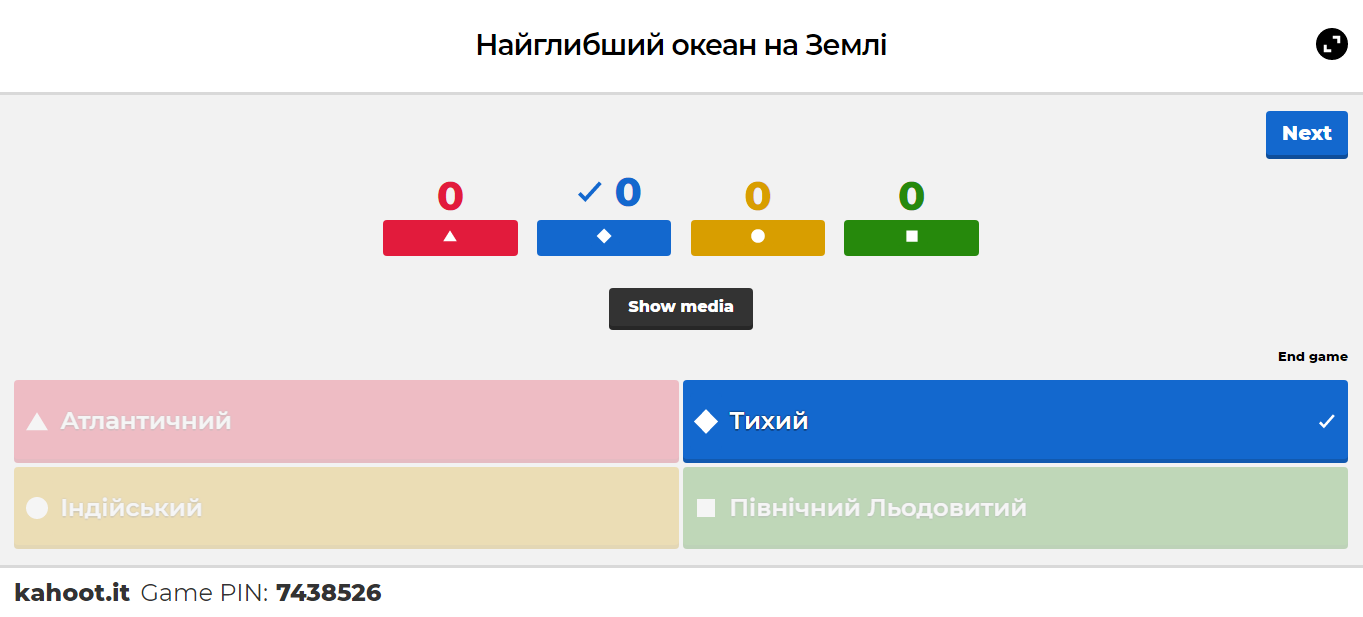 Найглибший океан на Землі
Next
0 0 0 0
Show media
End game
Атлантичний
Тихий
Індійський
Північний Льодовитий
kahoot.it Game PIN: 7438526